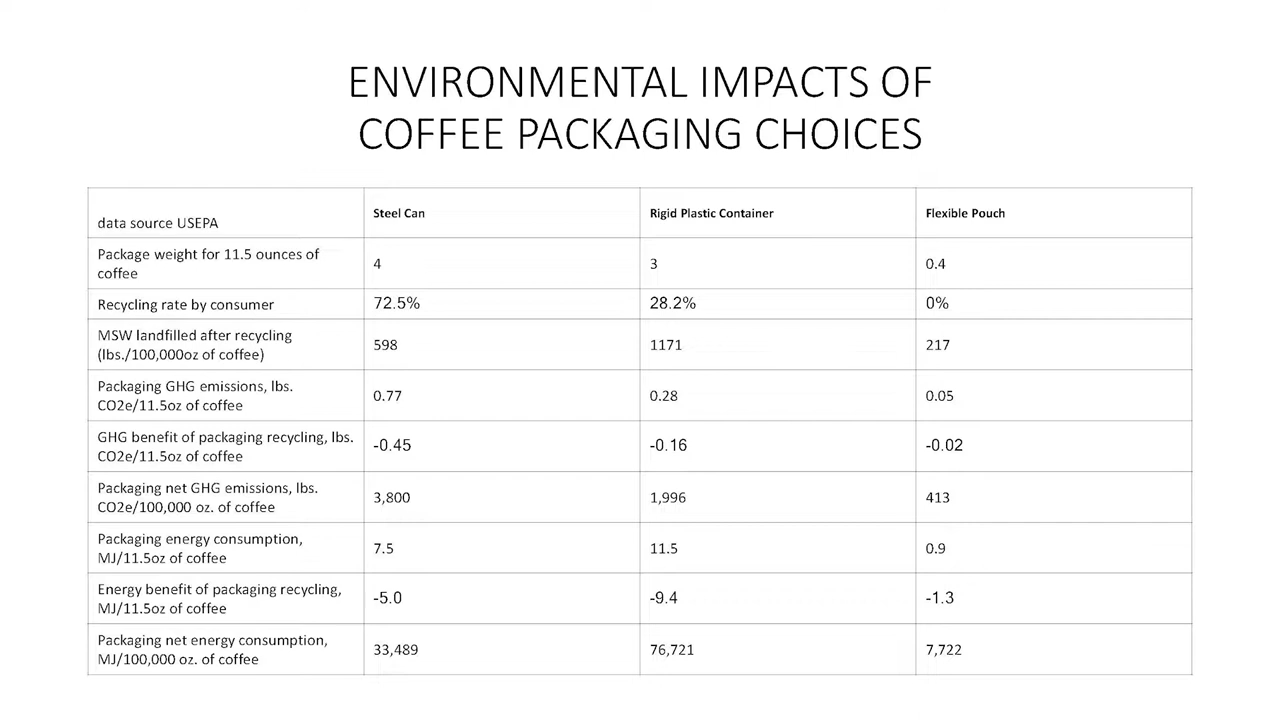 ENVIRONMENTAL IMPACTS OF
COFFEE PACKAGING CHOICES
data source USEPA
Steel Can
Rigid Plastic Container
Flexible Pouch
Package weight for 11.5 ounces of
coffee
4
3
0.4
Recycling rate by consumer
72.5%
28.2%
0%
MSW landfilled after recycling
(lbs./100,000oz of coffee)
598
1171
217
Packaging GHG emissions, lbs.
CO2e/11.5oz of coffee
0.77
0.28
0.05
GHG benefit of packaging recycling, lbs.
CO2e/11.5oz of coffee
-0.45
-0.16
-0.02
Packaging net GHG emissions, lbs.
CO2e/100,000 oz. of coffee
3,800
1,996
413
Packaging energy consumption,
MJ/11.5oz of coffee
7.5
11.5
0.9
Energy benefit of packaging recycling,
MJ/11.5oz of coffee
-5.0
-9.4
-1.3
Packaging net energy consumption,
MJ/100,000 oz. of coffee
33,489
76,721
7,722